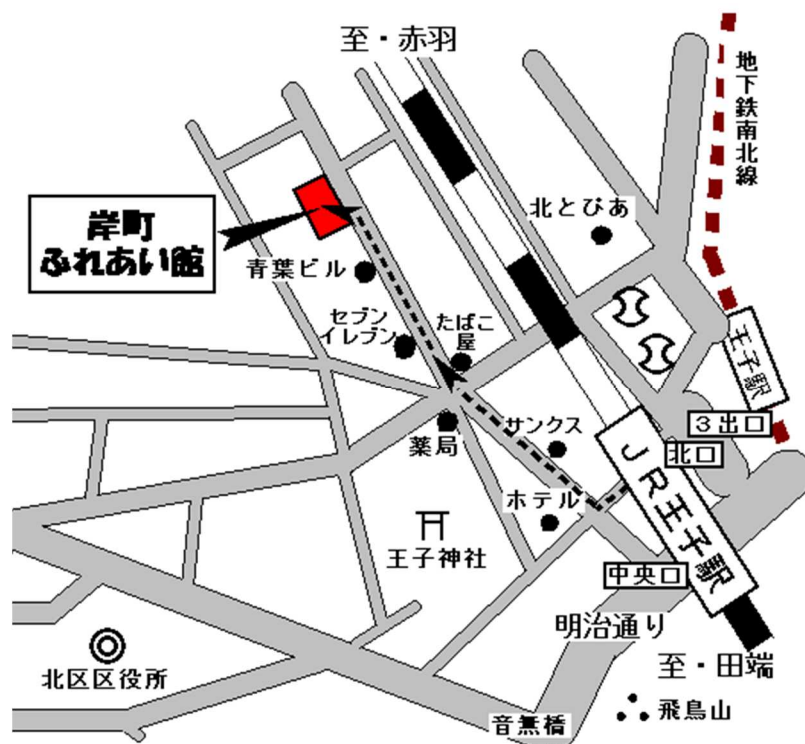 至・赤羽
地下鉄南北線
北とぴあ
岸町
ふれあい館
青葉ビル
セブン
イレブン
たばこ
屋
王子駅
3出口
サンクス
北口
薬局
JR王子駅
ホテル
王子神社
中央口
明治通り
北区区役所
至・田端
音無橋
飛鳥山